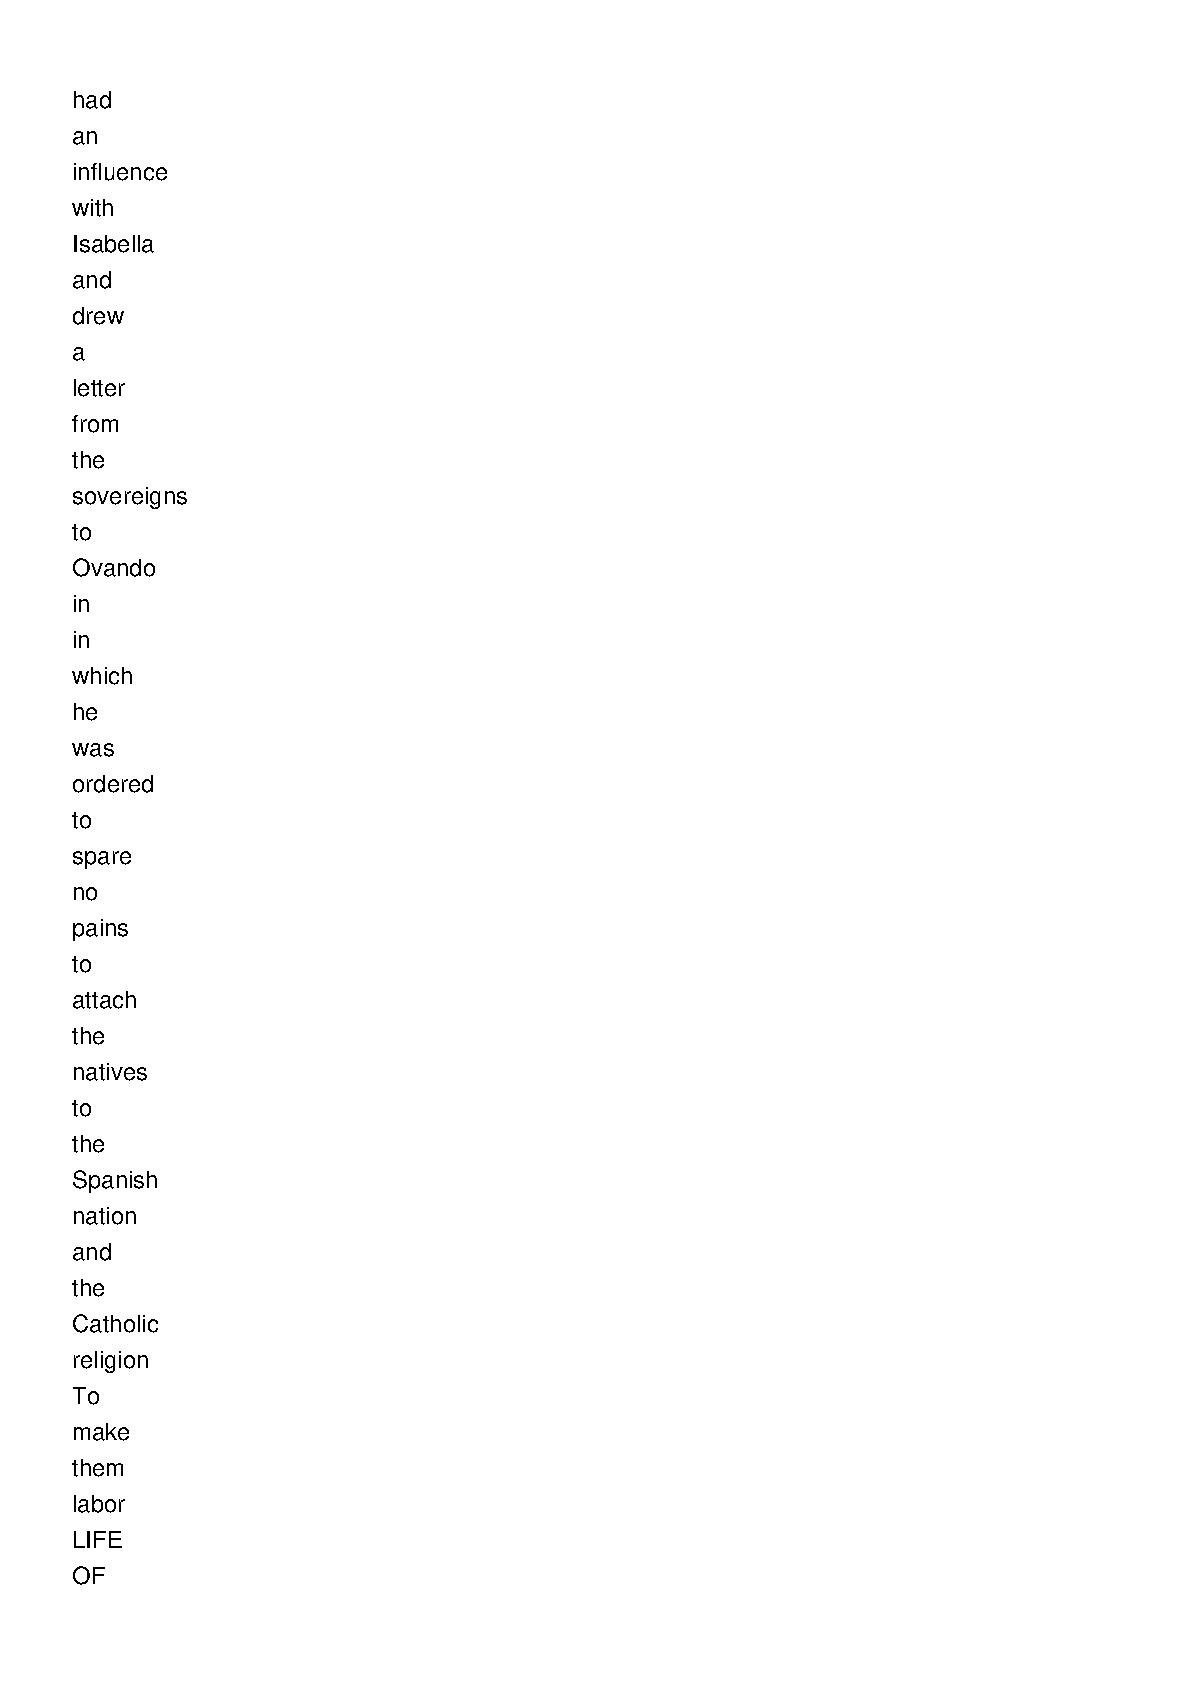 had
an
influence
with
Isabella
and
drew
a
letter
from
the
sovereigns
to
Ovando
in
in
which
he
was
ordered
to
spare
no
pains
to
attach
the
natives
to
the
Spanish
nation
and
the
Catholic
religion
To
make
them
labor
LIFE
OF